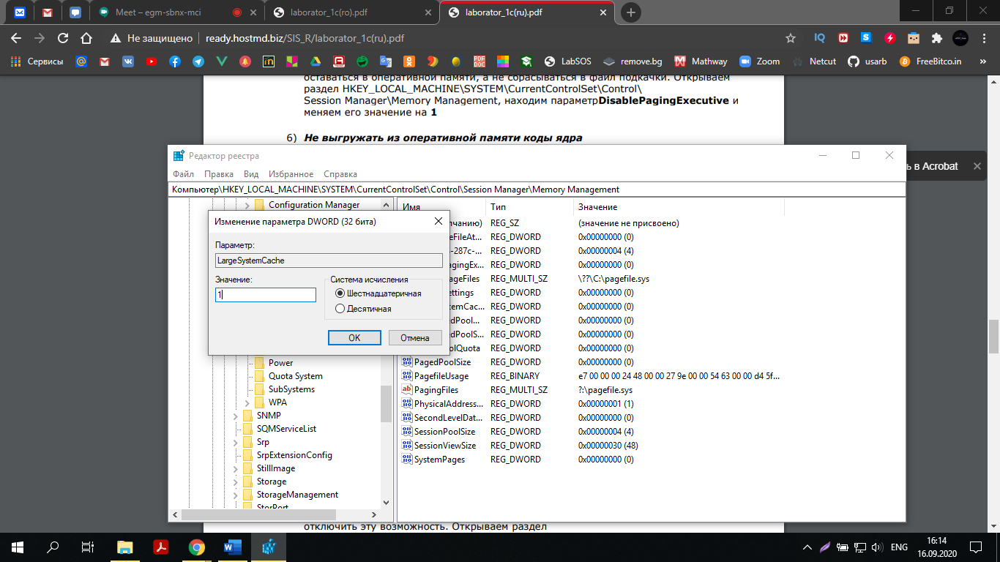 Meet – egm-sbnx-mci
laborator_1c(ro).pdf
laborator_1c(ru).pdf
Не защищено
ready.hostmd.biz/SIS_R/laborator_1c(ru).pdf
Сервисы
LabSOS
remove.bg
Mathway
Zoom
Netcut
usarb
FreeBitco.in
»
оставаться в оперативной памяти, а не сбрасываться в файл подкачки. Открываем
раздел HKEY_LOCAL_MACHINE\SYSTEM\CurrentControlSet\Control\
Session Manager\Memory Management, находим параметрDisablePagingExecutive и
меняем его значение на 1
6) Не выгружать из оперативной памяти коды ядра
ь в Acrobat
Редактор реестра
Файл Правка Вид Избранное Справка
Компьютер\HKEY_LOCAL_MACHINE\SYSTEM\CurrentControlSet\Control\Session Manager\Memory Management
Configuration Manager
Изменение параметра DWORD (32 бита)
Параметр:
LargeSystemCache
Значение:
1
Система исчисления
Шестнадцатеричная
Десятичная
OK
Отмена
Power
Quota System
SubSystems
WPA
SNMP
SQMServiceList
Srp
SrpExtensionConfig
StillImage
Storage
StorageManagement
StorPort
Имя Тип Значение
лчанию) REG_SZ (значение не присвоено)
eFileAt... REG_DWORD 0x00000000 (0)
-287c-... REG_DWORD 0x00000004 (4)
agingEx... REG_DWORD 0x00000000 (0)
ageFiles REG_MULTI_SZ \??\C:\pagefile.sys
ettings REG_DWORD 0x00000000 (0)
emCac... REG_DWORD 0x00000000 (0)
edPool... REG_DWORD 0x00000000 (0)
edPoolS... REG_DWORD 0x00000000 (0)
olQuota REG_DWORD 0x00000000 (0)
PagedPoolSize REG_DWORD 0x00000000 (0)
PagefileUsage REG_BINARY e7 00 00 00 24 48 00 00 27 9e 00 00 54 63 00 00 d4 5f...
PagingFiles REG_MULTI_SZ ?:\pagefile.sys
PhysicalAddress... REG_DWORD 0x00000001 (1)
SecondLevelDat... REG_DWORD 0x00000000 (0)
SessionPoolSize REG_DWORD 0x00000004 (4)
SessionViewSize REG_DWORD 0x00000030 (48)
SystemPages REG_DWORD 0x00000000 (0)
отключить эту возможность. Открываем раздел
ENG
16:14
16.09.2020